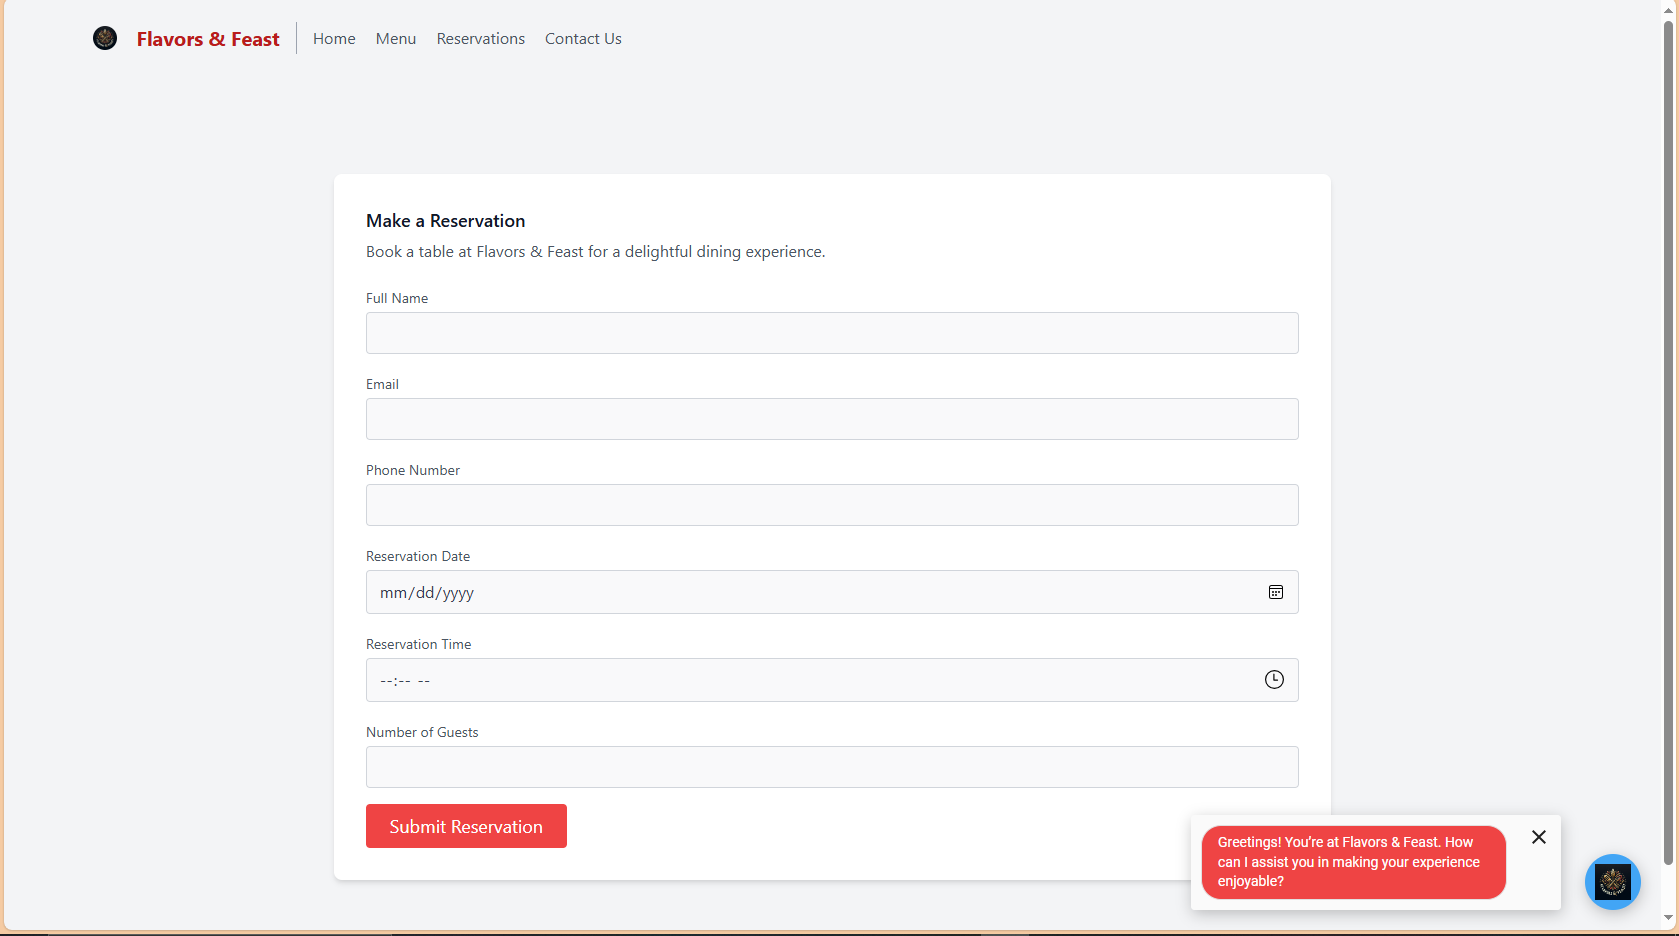 Flavors & Feast
Home
Menu
Reservations
Contact Us
Make a Reservation
Book a table at Flavors & Feast for a delightful dining experience.
Full Name
Email
Phone Number
Reservation Date
mm/dd/yyyy
Reservation Time
--:-- --
Number of Guests
Submit Reservation
Greetings! You're at Flavors & Feast. How
can I assist you in making your experience
enjoyable?